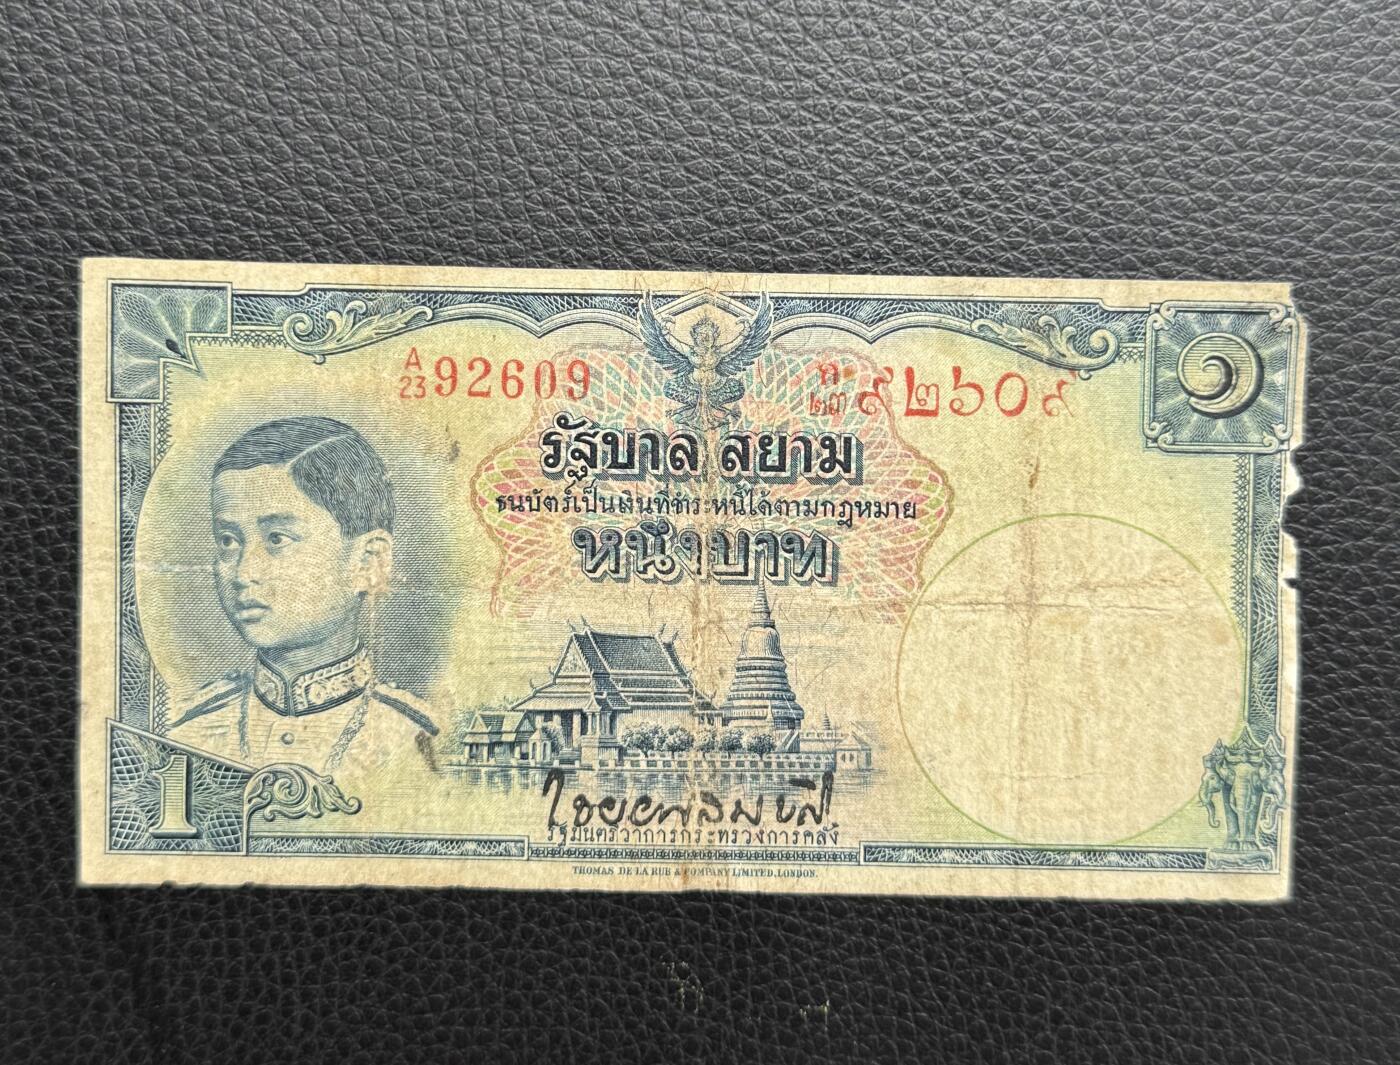 A/23 92609
ก/๒๓ ๙๒๖๐๙
๑
รัฐบาล สยาม
ธนบัตร์เป็นเงินที่ชำระหนี้ได้ตามกฎหมาย
หนึ่งบาท
1
รัฐมนตรีว่าการกระทรวงการคลัง
THOMAS DE LA RUE & COMPANY LIMITED, LONDON.